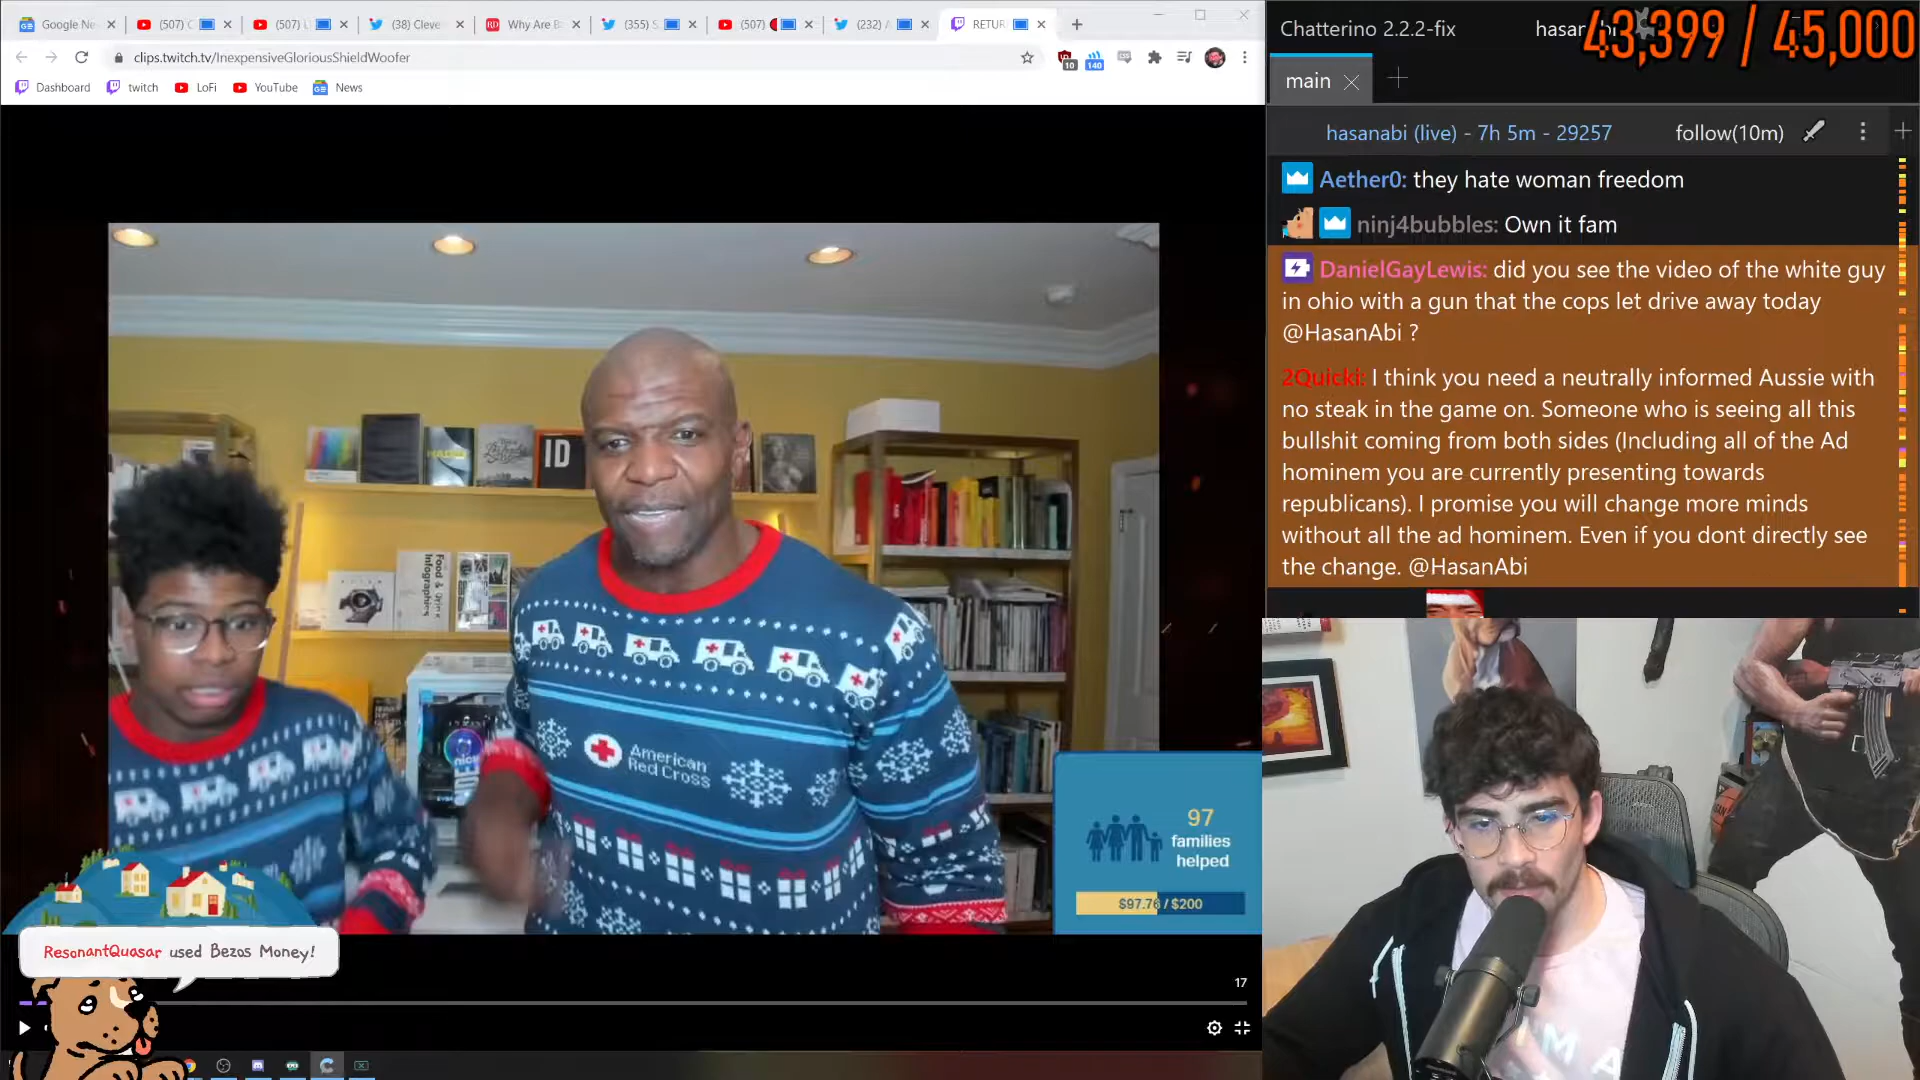 Google Ne
(507) C
(507) L
(38) Cleve
Why Are B
(355) S
(507)
(232) A
RETUR
clips.twitch.tv/InexpensiveGloriousShieldWoofer
10
140
Dashboard
twitch
LoFi
YouTube
News
ID
Food & Drink
Infographics
American
Red Cross
97
families
helped
$97.76 / $200
ResonantQuasar used Bezos Money!
17
Chatterino 2.2.2-fix
hasanabi
43,399 / 45,000
main
hasanabi (live) - 7h 5m - 29257
follow(10m)
Aether0: they hate woman freedom
ninj4bubbles: Own it fam
DanielGayLewis: did you see the video of the white guy
in ohio with a gun that the cops let drive away today
@HasanAbi ?
2Quicki: I think you need a neutrally informed Aussie with
no steak in the game on. Someone who is seeing all this
bullshit coming from both sides (Including all of the Ad
hominem you are currently presenting towards
republicans). I promise you will change more minds
without all the ad hominem. Even if you dont directly see
the change. @HasanAbi